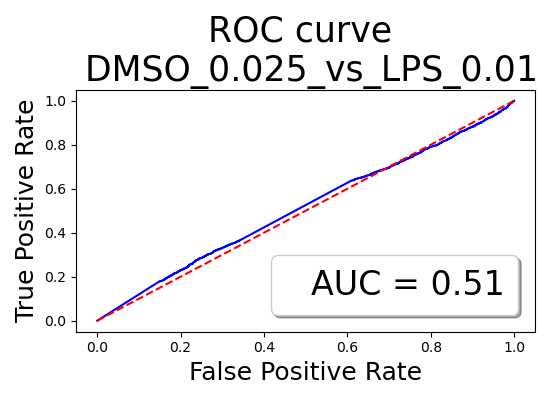 ROC curve
DMSO_0.025_vs_LPS_0.01
True Positive Rate
1.0
0.8
0.6
0.4
0.2
0.0
AUC = 0.51
0.0 0.2 0.4 0.6 0.8 1.0
False Positive Rate